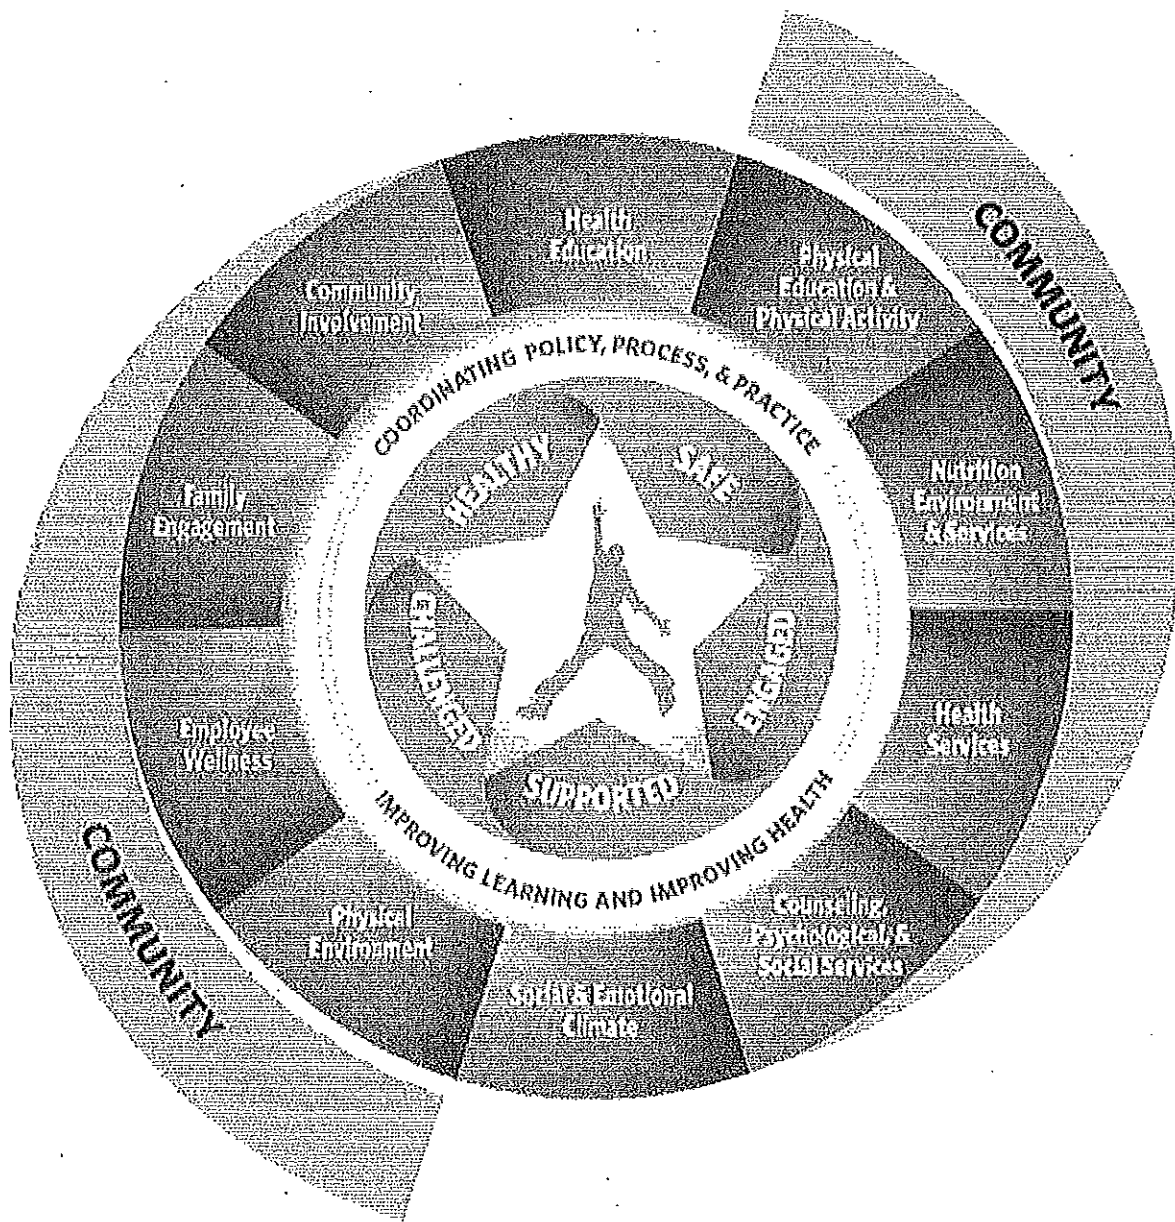 COMMUNITY
Health
Education
Physical
Education &
Physical Activity
Nutrition
Environment
& Services
Health
Services
Counseling,
Psychological, &
Social Services
Social & Emotional
Climate
Physical
Environment
Employee
Wellness
Family
Engagement
Community
Involvement
COORDINATING POLICY, PROCESS, & PRACTICE
IMPROVING LEARNING AND IMPROVING HEALTH
HEALTHY
SAFE
ENGAGED
SUPPORTED
CHALLENGED
COMMUNITY